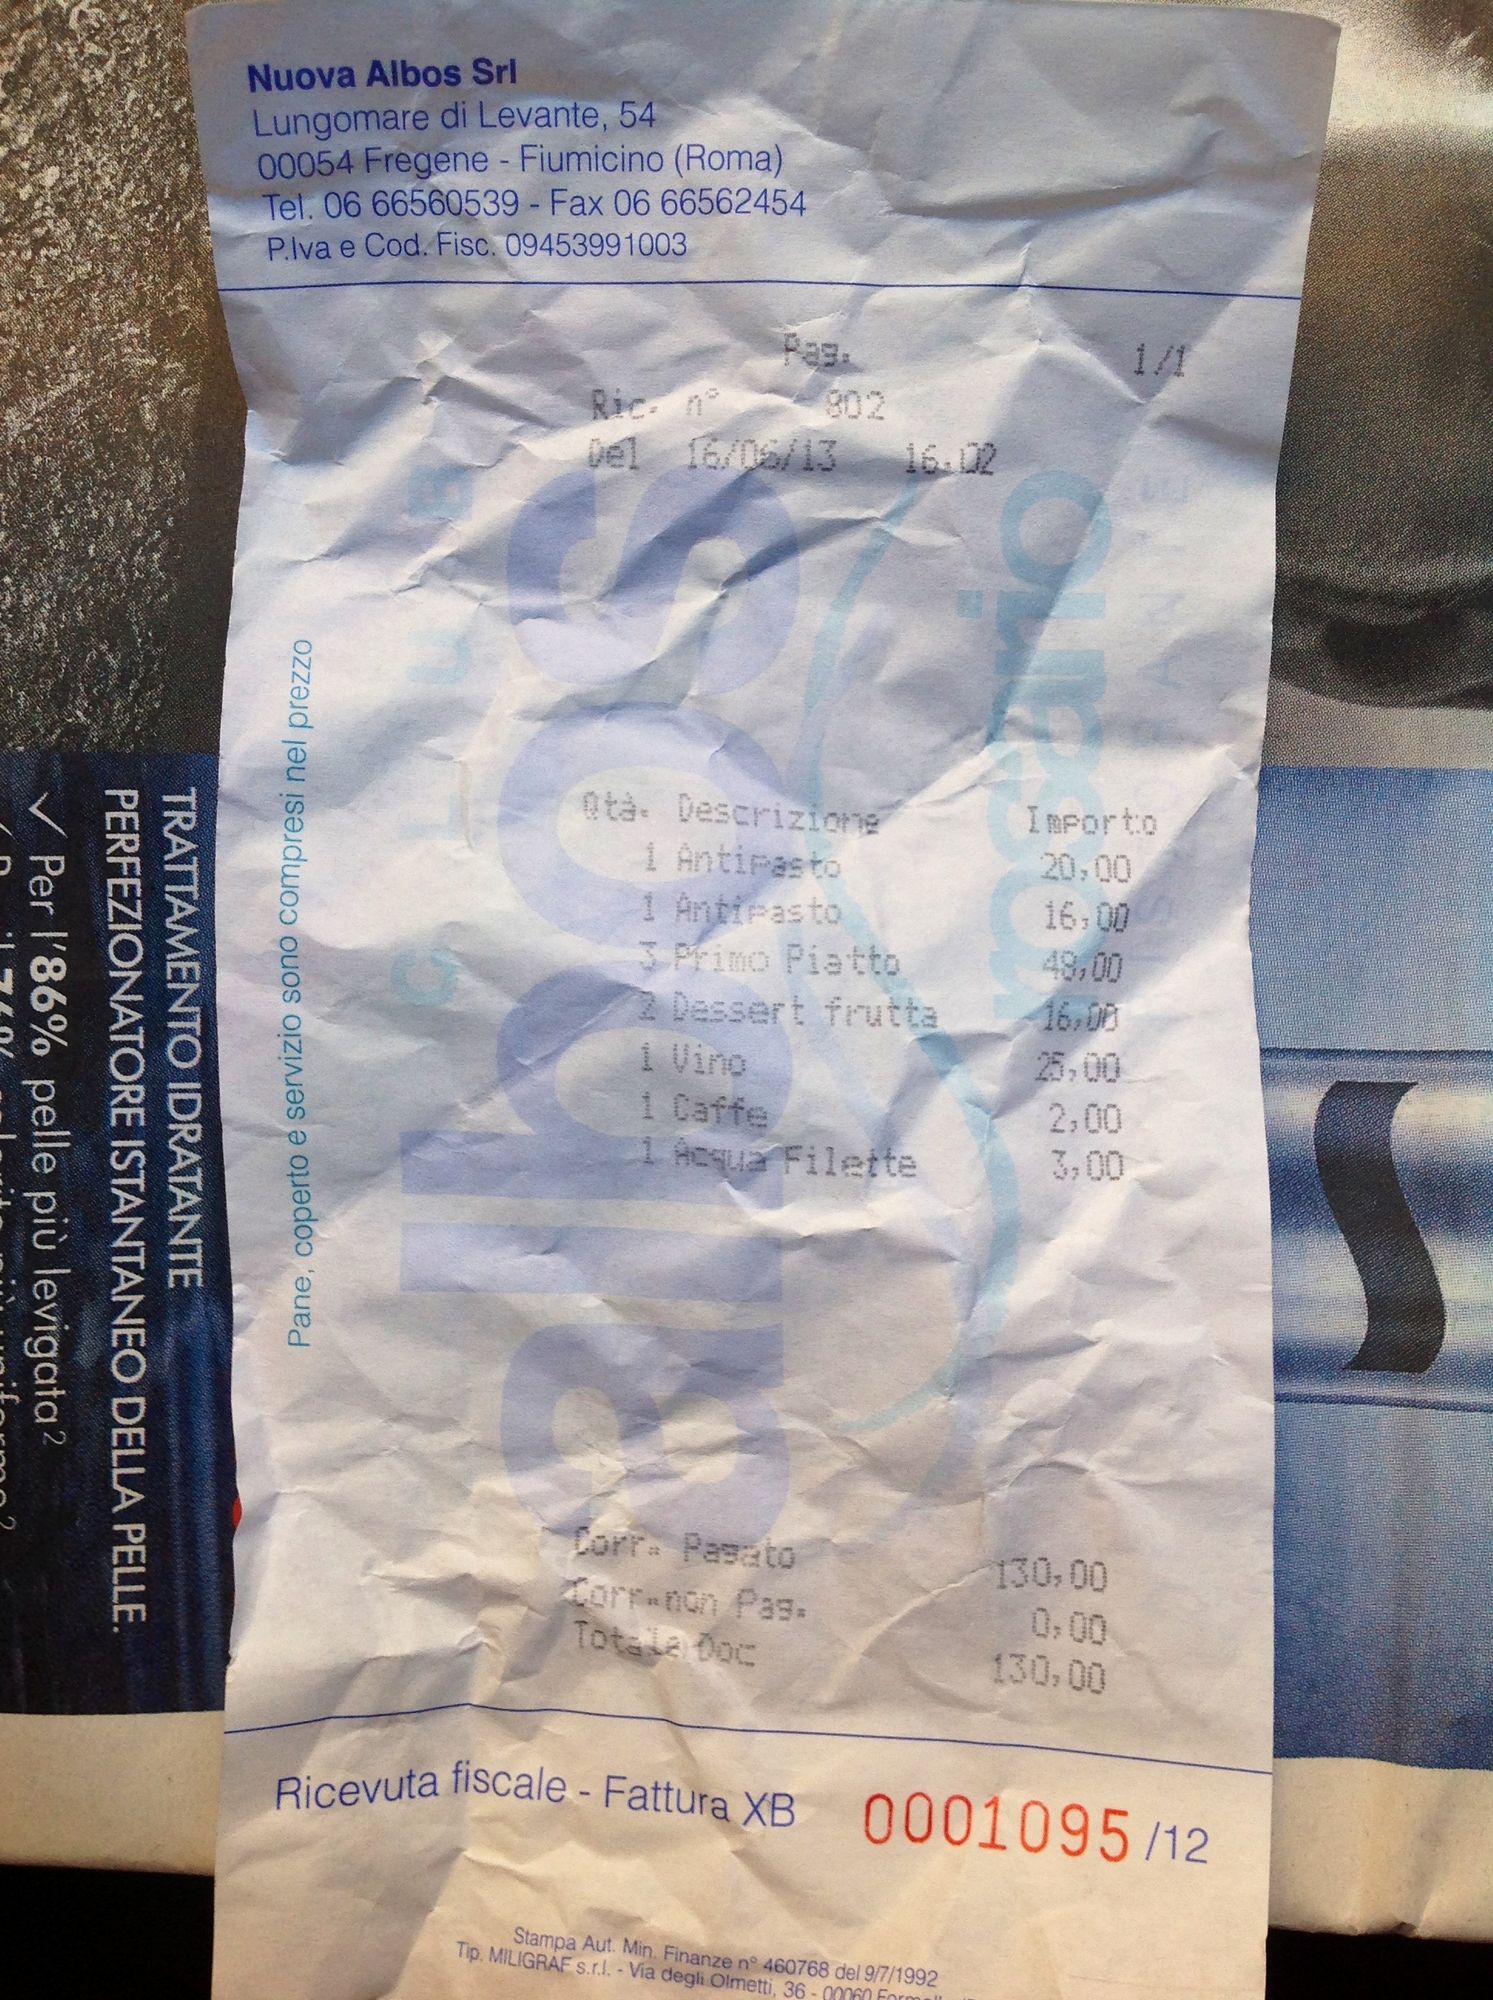 Nuova Albos Srl
Lungomare di Levante, 54
00054 Fregene - Fiumicino (Roma)
Tel. 06 66560539 - Fax 06 66562454
P.Iva e Cod. Fisc. 09453991003
Pag. 1/1
Ric. n° 802
Del 16/06/13 16.02
Qtà. Descrizione Importo
1 Antipasto 20,00
1 Antipasto 16,00
3 Primo Piatto 48,00
2 Dessert frutta 16,00
1 Vino 25,00
1 Caffe 2,00
1 Acqua Filette 3,00
Corr. Pagato 130,00
Corr.non Pag. 0,00
Totale Doc 130,00
Ricevuta fiscale - Fattura XB 0001095 /12
Stampa Aut. Min. Finanze n° 460768 del 9/7/1992
Tip. MILIGRAF s.r.l. - Via degli Olmetti, 36 - 00060
Pane, coperto e servizio sono compresi nel prezzo
club
albos
rosario
TRATTAMENTO IDRATANTE
PERFEZIONATORE ISTANTANEO DELLA PELLE.
✓ Per l'86% pelle più levigata²